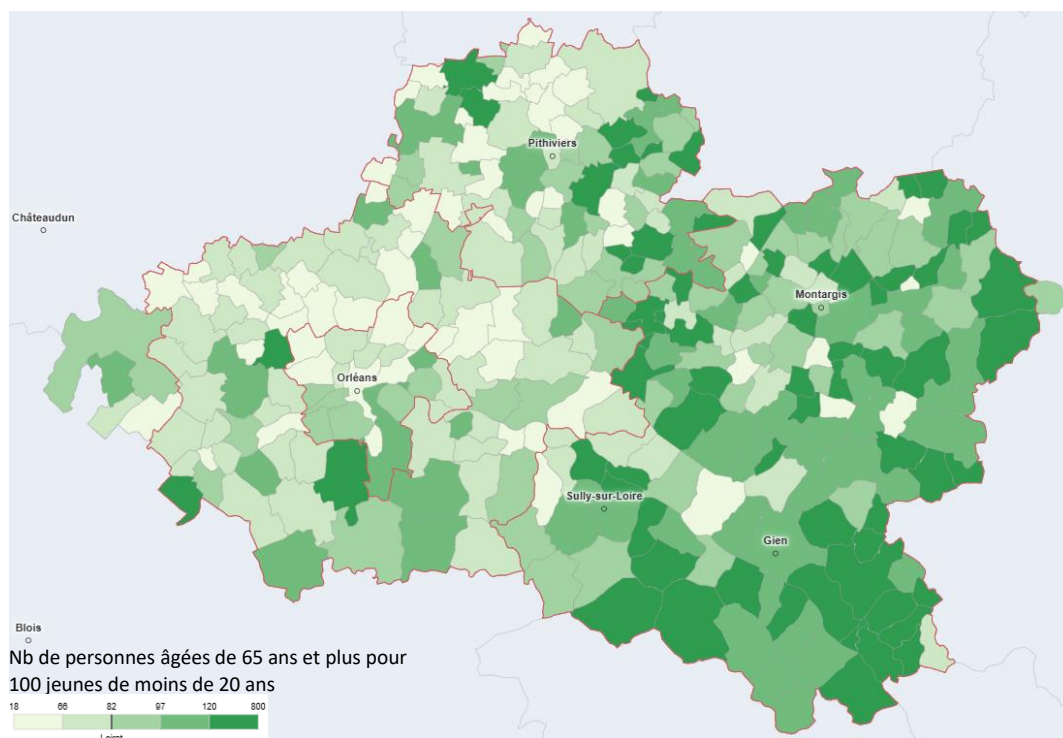 Pithiviers
Châteaudun
Montargis
Orléans
Sully-sur-Loire
Gien
Blois
Nb de personnes âgées de 65 ans et plus pour
100 jeunes de moins de 20 ans
18 66 82 97 120 800
Loiret